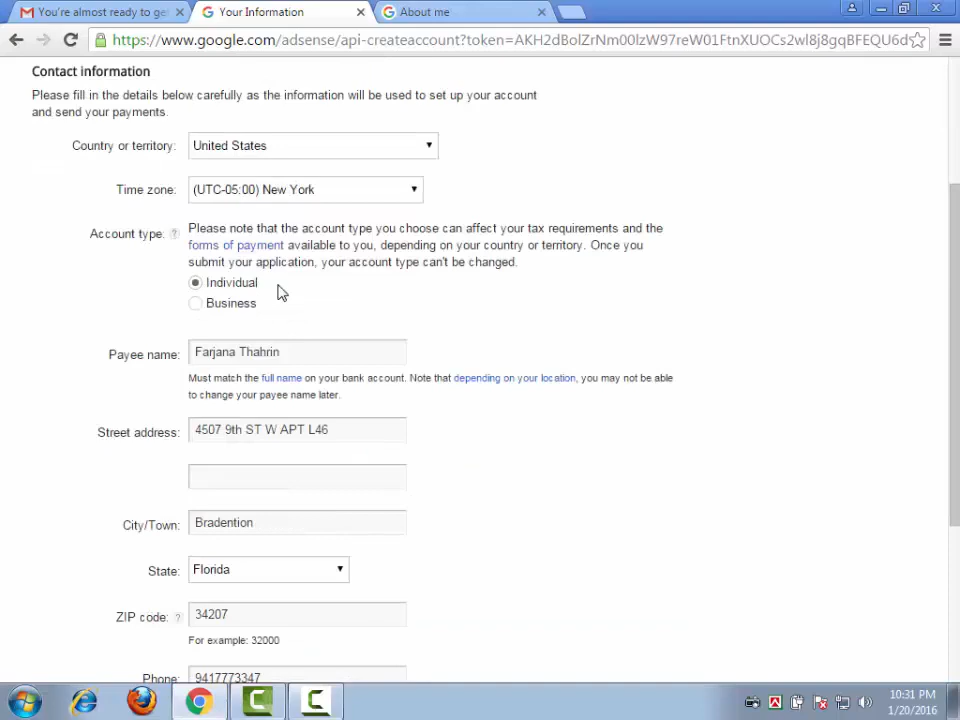 You're almost ready to ge
Your Information
About me
https://www.google.com/adsense/api-createaccount?token=AKH2dBolZrNm00lzW97reW01FtnXUOCs2wl8j8gqBFEQU6d
Contact information
Please fill in the details below carefully as the information will be used to set up your account
and send your payments.
Country or territory: United States
Time zone: (UTC-05:00) New York
Account type: ? Please note that the account type you choose can affect your tax requirements and the
forms of payment available to you, depending on your country or territory. Once you
submit your application, your account type can't be changed.
Individual
Business
Payee name: Farjana Thahrin
Must match the full name on your bank account. Note that depending on your location, you may not be able
to change your payee name later.
Street address: 4507 9th ST W APT L46
City/Town: Bradention
State: Florida
ZIP code: ? 34207
For example: 32000
Phone: 9417773347
10:31 PM
1/20/2016